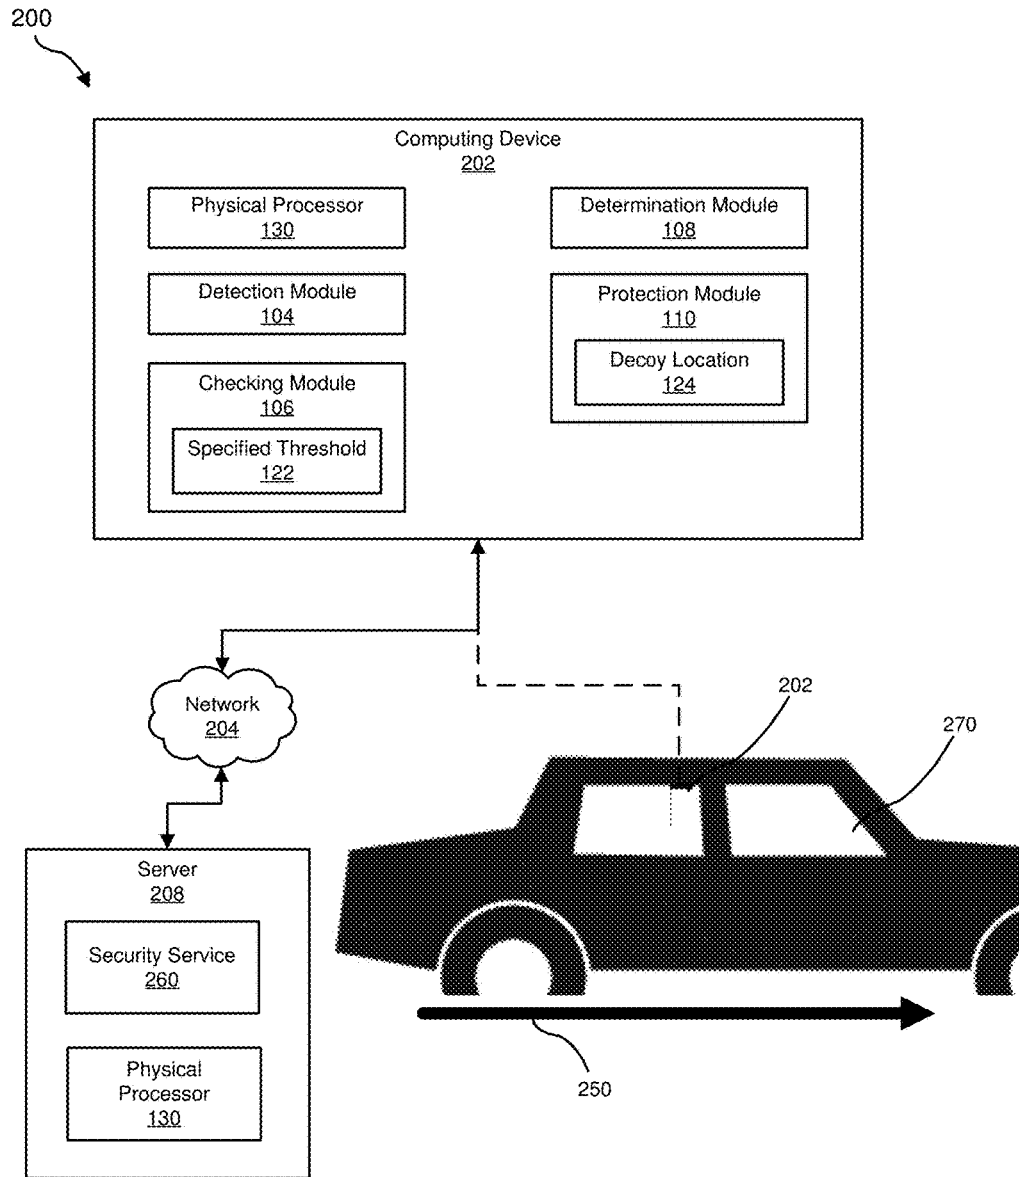 200
Computing Device
202
Physical Processor
130
Determination Module
108
Detection Module
104
Protection Module
110
Decoy Location
124
Checking Module
106
Specified Threshold
122
Network
204
202
270
Server
208
Security Service
260
Physical
Processor
130
250